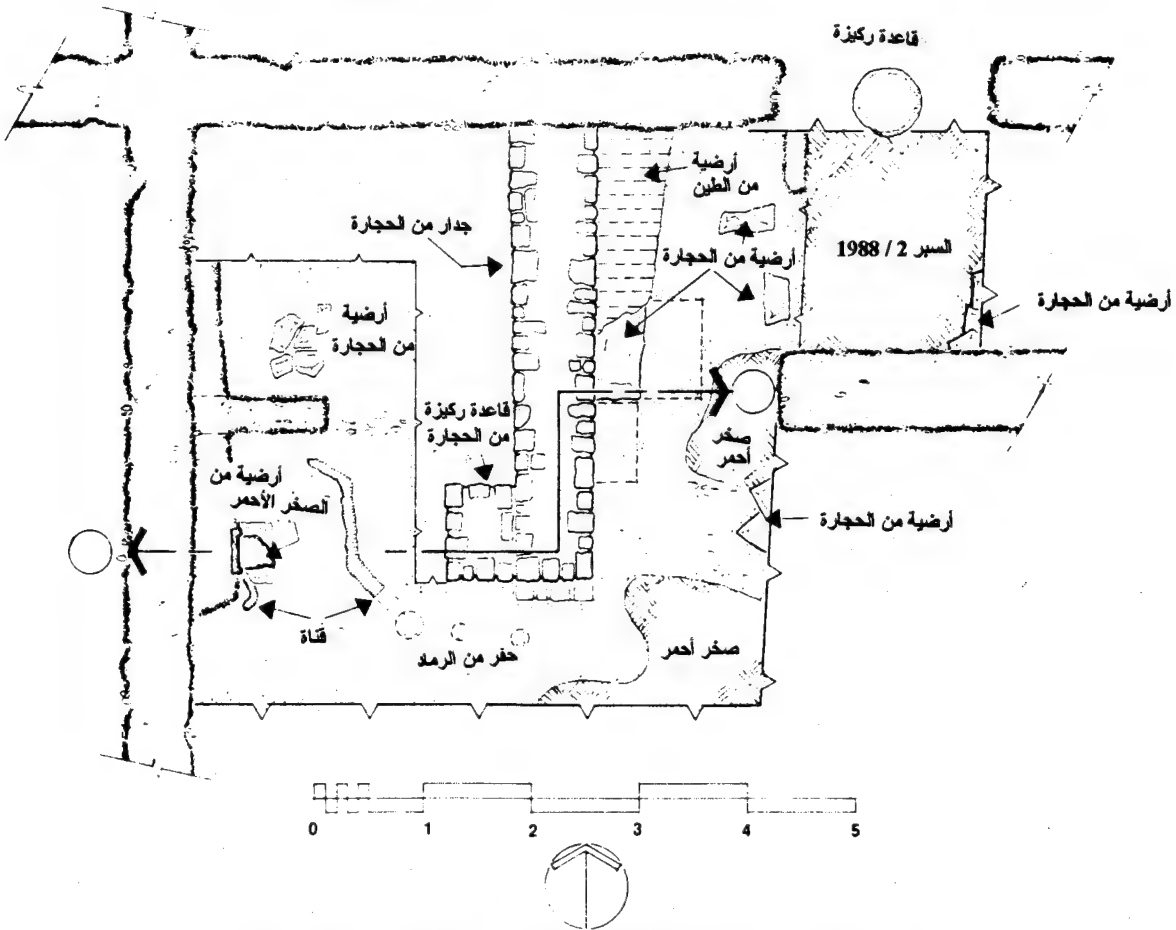 قاعدة ركيزة
أرضية
من الطين
جدار من الحجارة
أرضية من الحجارة
السبر 2 / 1988
أرضية من الحجارة
أرضية
من الحجارة
قاعدة ركيزة
من الحجارة
صخر
أحمر
أرضية من
الصخر الأحمر
أرضية من الحجارة
قناة
حفر من الرماد
صخر أحمر
0 1 2 3 4 5